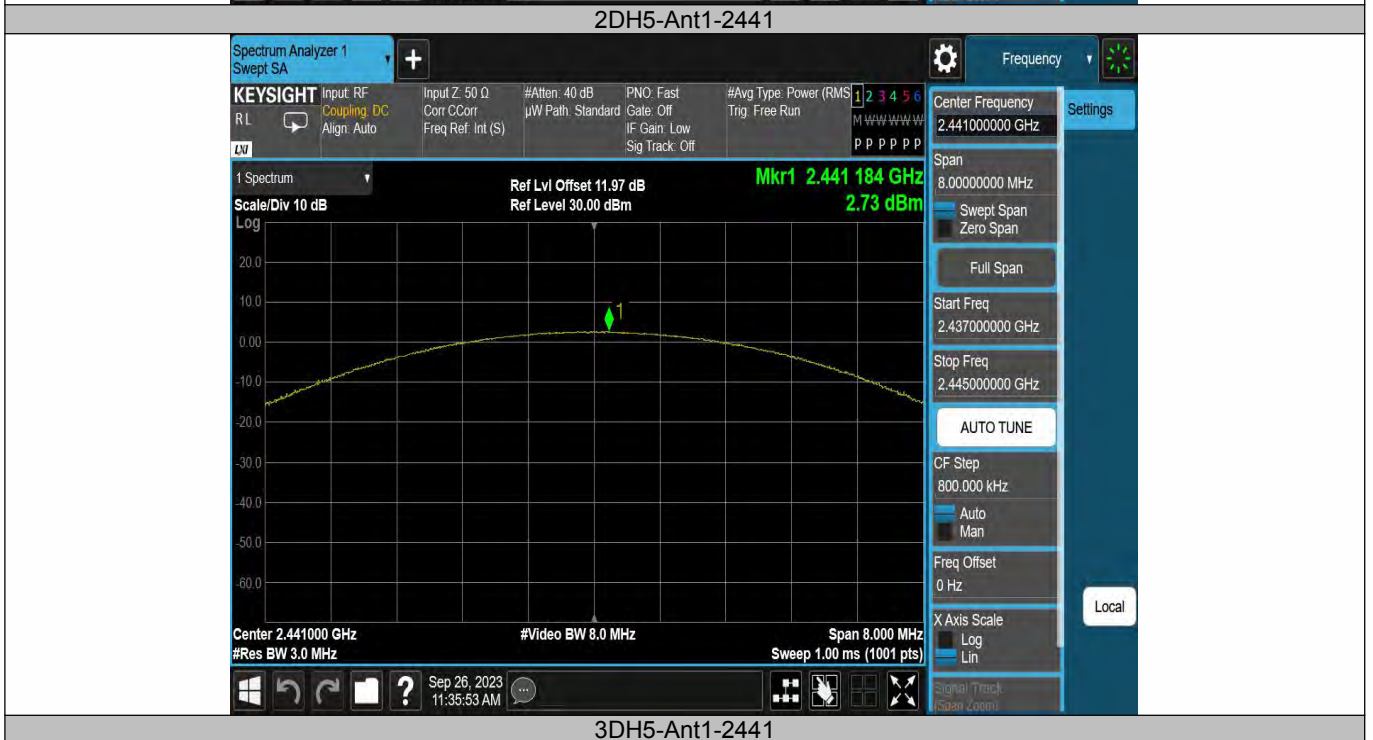 2DH5-Ant1-2441
Spectrum Analyzer 1
Swept SA
+
Frequency
KEYSIGHT
RL
LXI
Input: RF
Coupling: DC
Align: Auto
Input Z: 50 Ω
Corr CCorr
Freq Ref: Int (S)
#Atten: 40 dB
µW Path: Standard
PNO: Fast
Gate: Off
IF Gain: Low
Sig Track: Off
#Avg Type: Power (RMS
Trig: Free Run
1 2 3 4 5 6
M W W W W W
P P P P P P
Center Frequency
2.441000000 GHz
Settings
Span
8.00000000 MHz
Swept Span
Zero Span
Full Span
Start Freq
2.437000000 GHz
Stop Freq
2.445000000 GHz
AUTO TUNE
CF Step
800.000 kHz
Auto
Man
Freq Offset
0 Hz
X Axis Scale
Log
Lin
Signal Track
(Span Zoom)
Local
1 Spectrum
Scale/Div 10 dB
Ref Lvl Offset 11.97 dB
Ref Level 30.00 dBm
Mkr1 2.441 184 GHz
2.73 dBm
Log
20.0
10.0
0.00
-10.0
-20.0
-30.0
-40.0
-50.0
-60.0
1
Center 2.441000 GHz
#Res BW 3.0 MHz
#Video BW 8.0 MHz
Span 8.000 MHz
Sweep 1.00 ms (1001 pts)
?
Sep 26, 2023
11:35:53 AM
3DH5-Ant1-2441